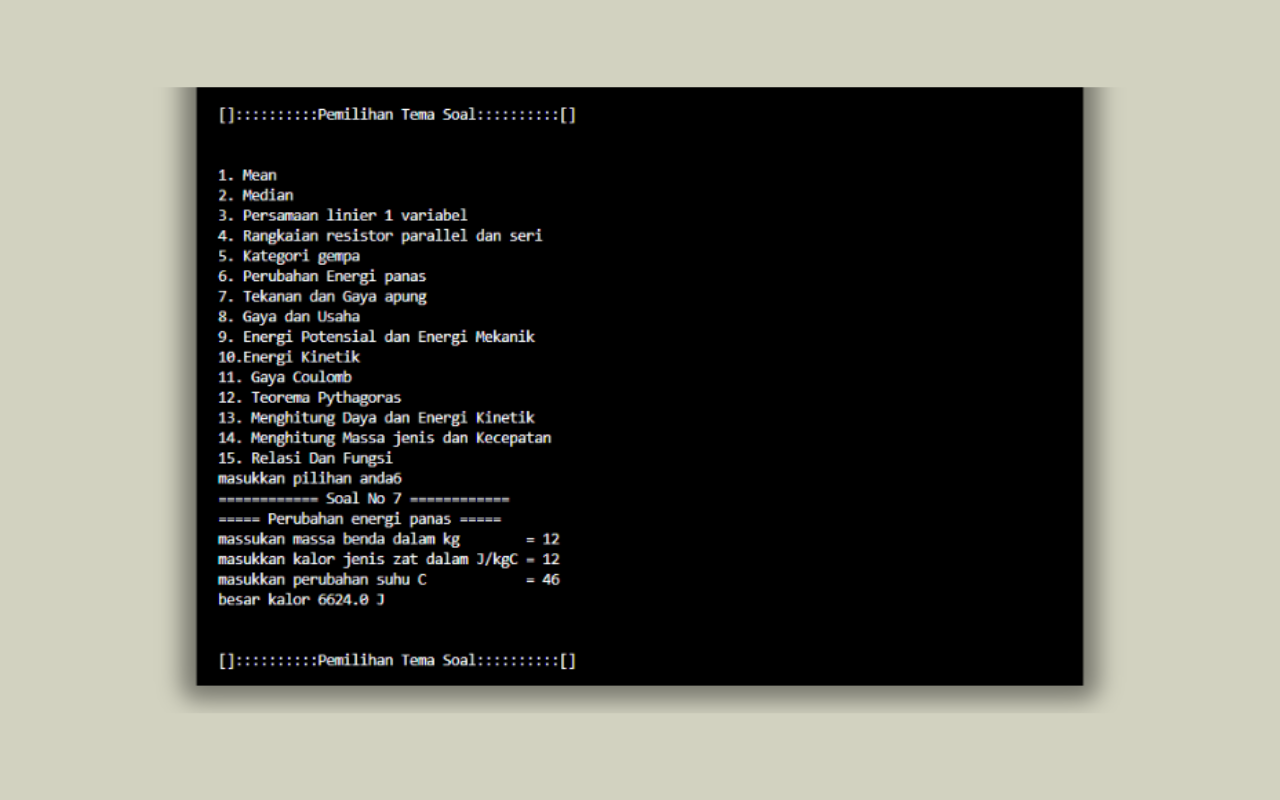 []::::::::::Pemilihan Tema Soal::::::::::[]
1. Mean
2. Median
3. Persamaan linier 1 variabel
4. Rangkaian resistor parallel dan seri
5. Kategori gempa
6. Perubahan Energi panas
7. Tekanan dan Gaya apung
8. Gaya dan Usaha
9. Energi Potensial dan Energi Mekanik
10.Energi Kinetik
11. Gaya Coulomb
12. Teorema Pythagoras
13. Menghitung Daya dan Energi Kinetik
14. Menghitung Massa jenis dan Kecepatan
15. Relasi Dan Fungsi
masukkan pilihan anda6
============ Soal No 7 ============
===== Perubahan energi panas =====
massukan massa benda dalam kg        = 12
masukkan kalor jenis zat dalam J/kgC = 12
masukkan perubahan suhu C            = 46
besar kalor 6624.0 J
[]::::::::::Pemilihan Tema Soal::::::::::[]